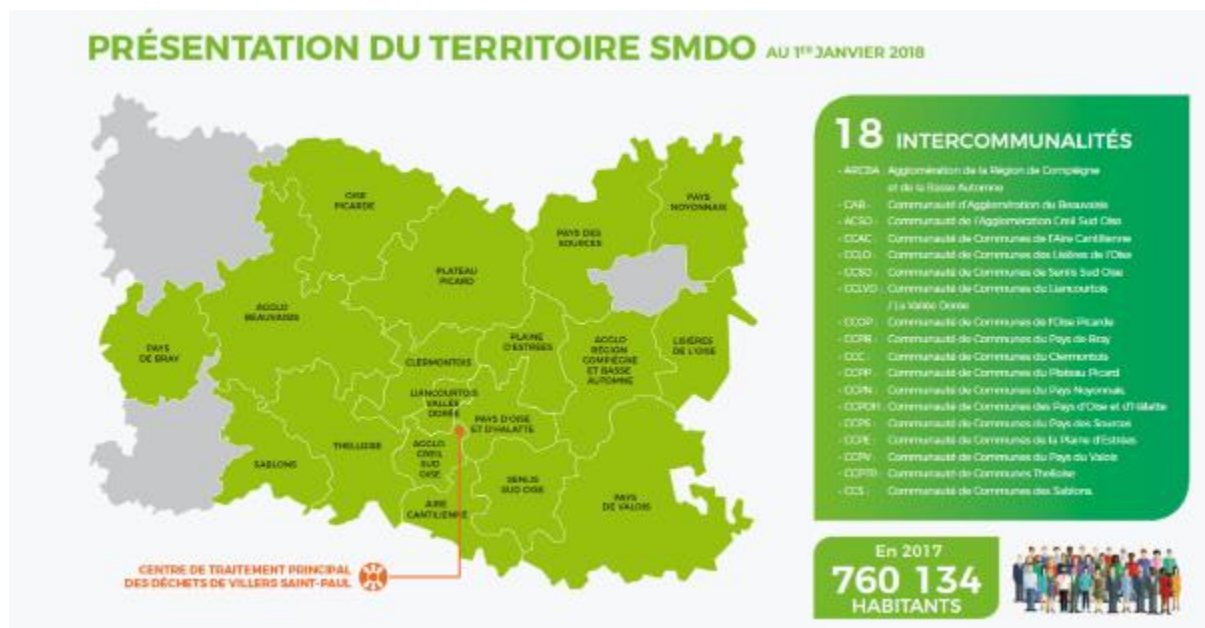 PRÉSENTATION DU TERRITOIRE SMDO AU 1ER JANVIER 2018
OISE
PICARDE
PAYS
NOYONNAIS
PAYS DES
SOURCES
PLATEAU
PICARD
AGGLO
BEAUVAISIS
PAYS
DE BRAY
PLAINE
D'ESTRÉES
AGGLO
RÉGION
COMPIÈGNE
ET BASSE
AUTOMNE
LISIÈRES
DE L'OISE
CLERMONTOIS
LIANCOURTOIS
VALLÉE
DORÉE
PAYS D'OISE
ET D'HALATTE
THELLOISE
AGGLO
CREIL
SUD
OISE
SABLONS
SENLIS
SUD OISE
AIRE
CANTILIENNE
PAYS
DE VALOIS
CENTRE DE TRAITEMENT PRINCIPAL
DES DÉCHETS DE VILLERS SAINT-PAUL
18 INTERCOMMUNALITÉS
- ARCBA : Agglomération de la Région de Compiègne
et de la Basse Automne
- CAB : Communauté d'Agglomération du Beauvaisis
- ACSO : Communauté de l'Agglomération Creil Sud Oise
- CCAC : Communauté de Communes de l'Aire Cantilienne
- CCLO : Communauté de Communes des Lisières de l'Oise
- CCSO : Communauté de Communes de Senlis Sud Oise
- CCLVD : Communauté de Communes du Liancourtois
/ La Vallée Dorée
- CCOP : Communauté de Communes de l'Oise Picarde
- CCPB : Communauté de Communes du Pays de Bray
- CCC : Communauté de Communes du Clermontois
- CCPP : Communauté de Communes du Plateau Picard
- CCPN : Communauté de Communes du Pays Noyonnais
- CCPOH : Communauté de Communes des Pays d'Oise et d'Halatte
- CCPS : Communauté de Communes du Pays des Sources
- CCPE : Communauté de Communes de la Plaine d'Estrées
- CCPV : Communauté de Communes du Pays du Valois
- CCPTB : Communauté de Communes Thelloise
- CCS : Communauté de Communes des Sablons
En 2017
760 134
HABITANTS